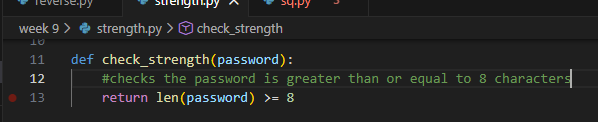 reverse.py strength.py sq.py 3
week 9 > strength.py > check_strength
10
11 def check_strength(password):
12 #checks the password is greater than or equal to 8 characters
13 return len(password) >= 8